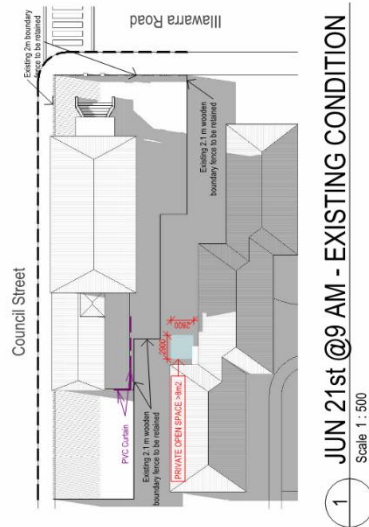 Council Street
Illawarra Road
Existing 2m boundary
fence to be retained
Existing 2.1 m wooden
boundary fence to be retained
PVC Curtain
Existing 2.1 m wooden
boundary fence to be retained
2900
2800
PRIVATE OPEN SPACE >8m2
1
JUN 21st @9 AM - EXISTING CONDITION
Scale 1 : 500